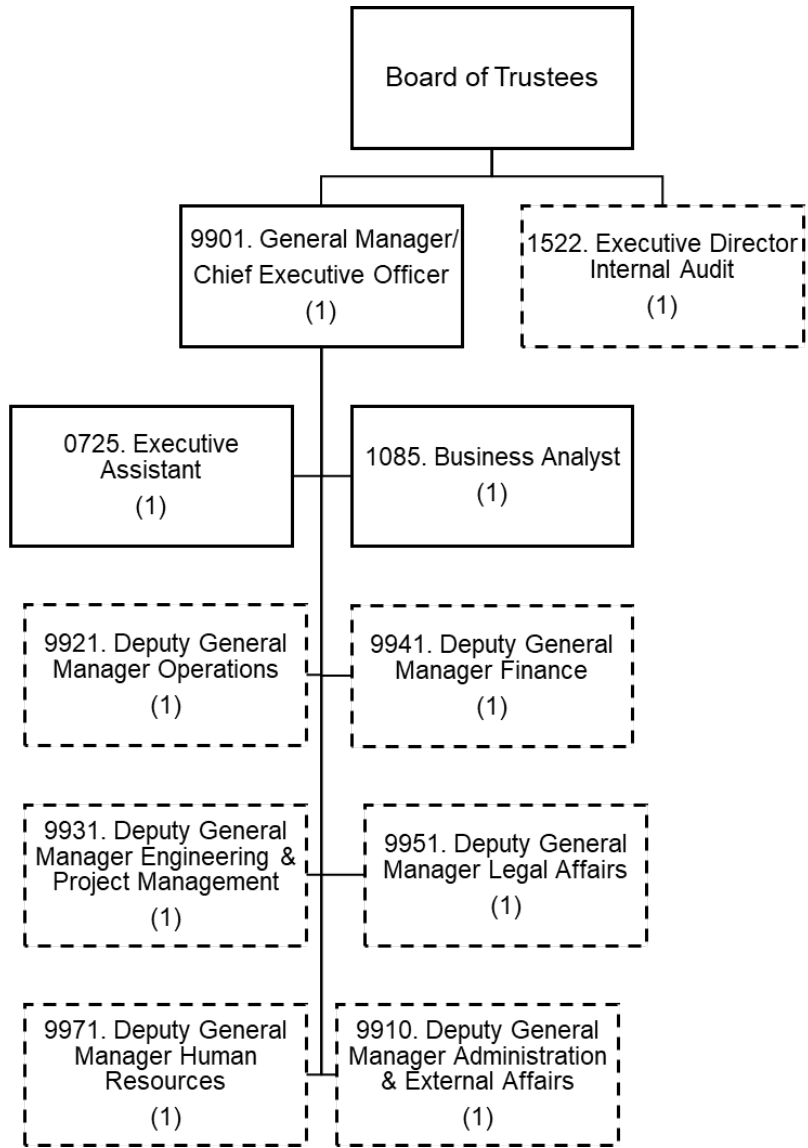 Board of Trustees
9901. General Manager/
Chief Executive Officer
(1)
1522. Executive Director
Internal Audit
(1)
0725. Executive
Assistant
(1)
1085. Business Analyst
(1)
9921. Deputy General
Manager Operations
(1)
9941. Deputy General
Manager Finance
(1)
9931. Deputy General
Manager Engineering &
Project Management
(1)
9951. Deputy General
Manager Legal Affairs
(1)
9971. Deputy General
Manager Human
Resources
(1)
9910. Deputy General
Manager Administration
& External Affairs
(1)